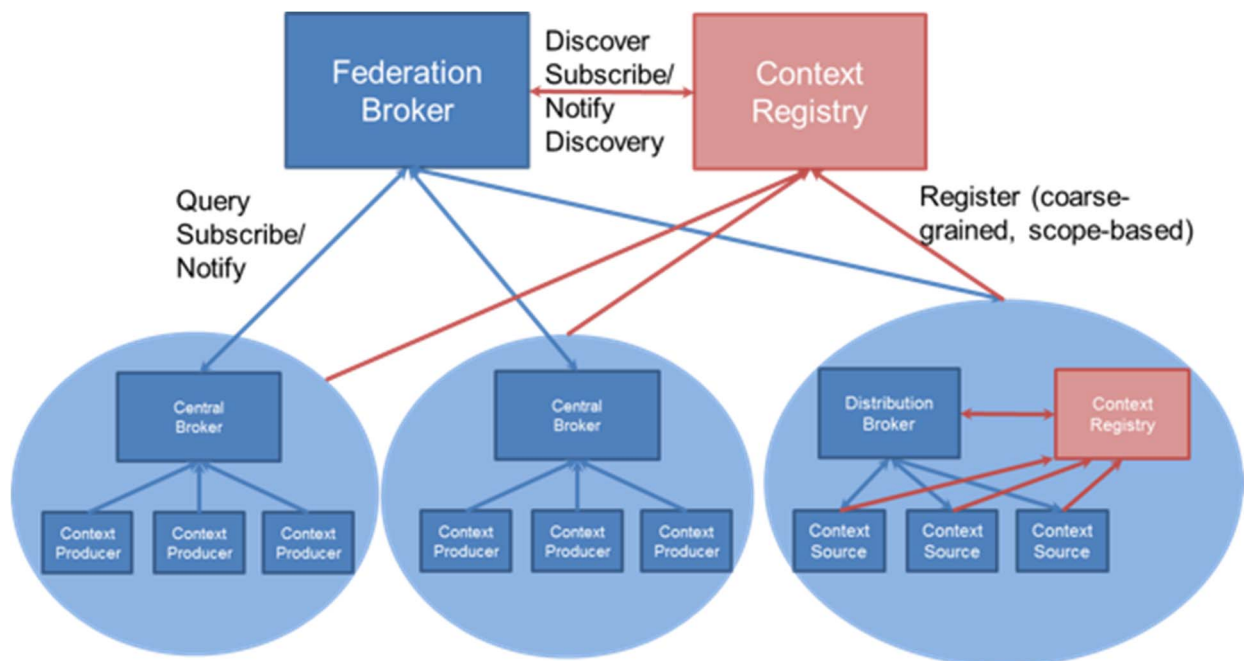 Federation
Broker
Discover
Subscribe/
Notify
Discovery
Context
Registry
Query
Subscribe/
Notify
Register (coarse-
grained, scope-based)
Central
Broker
Context
Producer
Context
Producer
Context
Producer
Central
Broker
Context
Producer
Context
Producer
Context
Producer
Distribution
Broker
Context
Registry
Context
Source
Context
Source
Context
Source